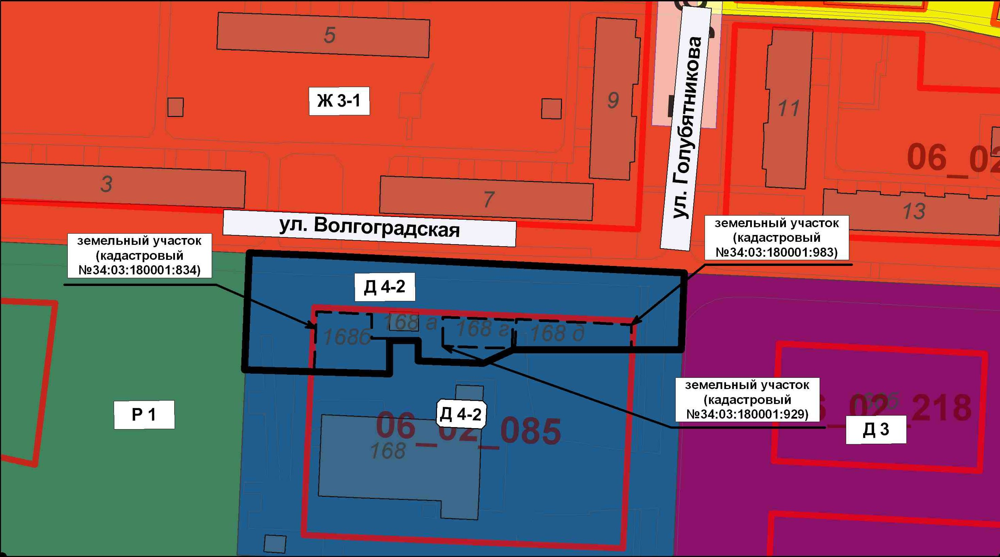 5
Ж 3-1
9
ул. Голубятникова
11
06_02
3
7
13
ул. Волгоградская
земельный участок
(кадастровый
№34:03:180001:983)
земельный участок
(кадастровый
№34:03:180001:834)
Д 4-2
168б
168 а
168 г
168 д
земельный участок
(кадастровый
№34:03:180001:929)
Р 1
Д 4-2
06_02_085
168
_02_218
Д 3